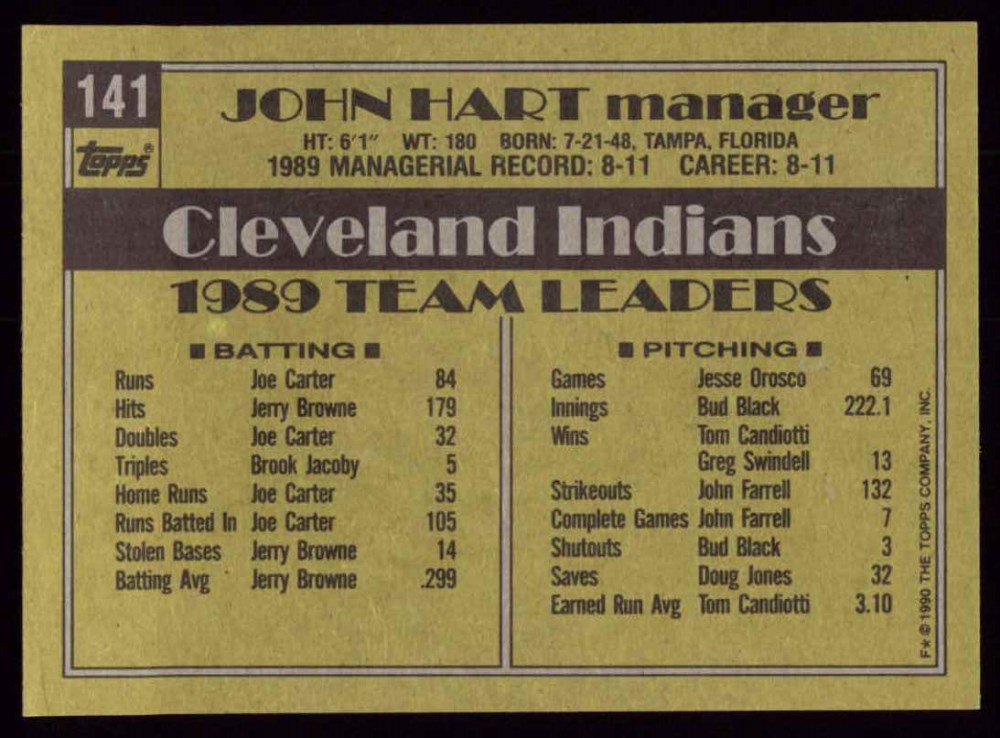 141
topps®
JOHN HART manager
HT: 6'1" WT: 180 BORN: 7-21-48, TAMPA, FLORIDA
1989 MANAGERIAL RECORD: 8-11 CAREER: 8-11
Cleveland Indians
1989 TEAM LEADERS
■ BATTING ■
Runs Joe Carter 84
Hits Jerry Browne 179
Doubles Joe Carter 32
Triples Brook Jacoby 5
Home Runs Joe Carter 35
Runs Batted In Joe Carter 105
Stolen Bases Jerry Browne 14
Batting Avg Jerry Browne .299
■ PITCHING ■
Games Jesse Orosco 69
Innings Bud Black 222.1
Wins Tom Candiotti
Greg Swindell 13
Strikeouts John Farrell 132
Complete Games John Farrell 7
Shutouts Bud Black 3
Saves Doug Jones 32
Earned Run Avg Tom Candiotti 3.10
F*© 1990 THE TOPPS COMPANY, INC.